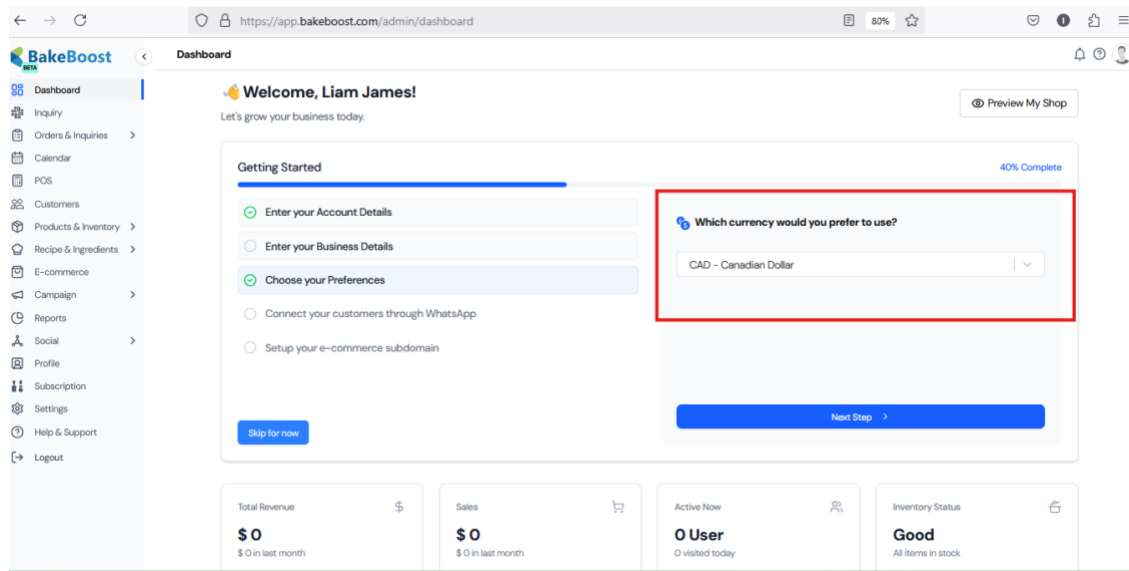 https://app.bakeboost.com/admin/dashboard
80%
BakeBoost
BETA
Dashboard
Dashboard
Inquiry
Orders & Inquiries
Calendar
POS
Customers
Products & Inventory
Recipe & Ingredients
E-commerce
Campaign
Reports
Social
Profile
Subscription
Settings
Help & Support
Logout
Welcome, Liam James!
Let's grow your business today.
Preview My Shop
Getting Started
40% Complete
Enter your Account Details
Enter your Business Details
Choose your Preferences
Connect your customers through WhatsApp
Setup your e-commerce subdomain
Skip for now
Which currency would you prefer to use?
CAD - Canadian Dollar
Next Step
Total Revenue
$ 0
$ 0 in last month
Sales
$ 0
$ 0 in last month
Active Now
0 User
0 visited today
Inventory Status
Good
All items in stock